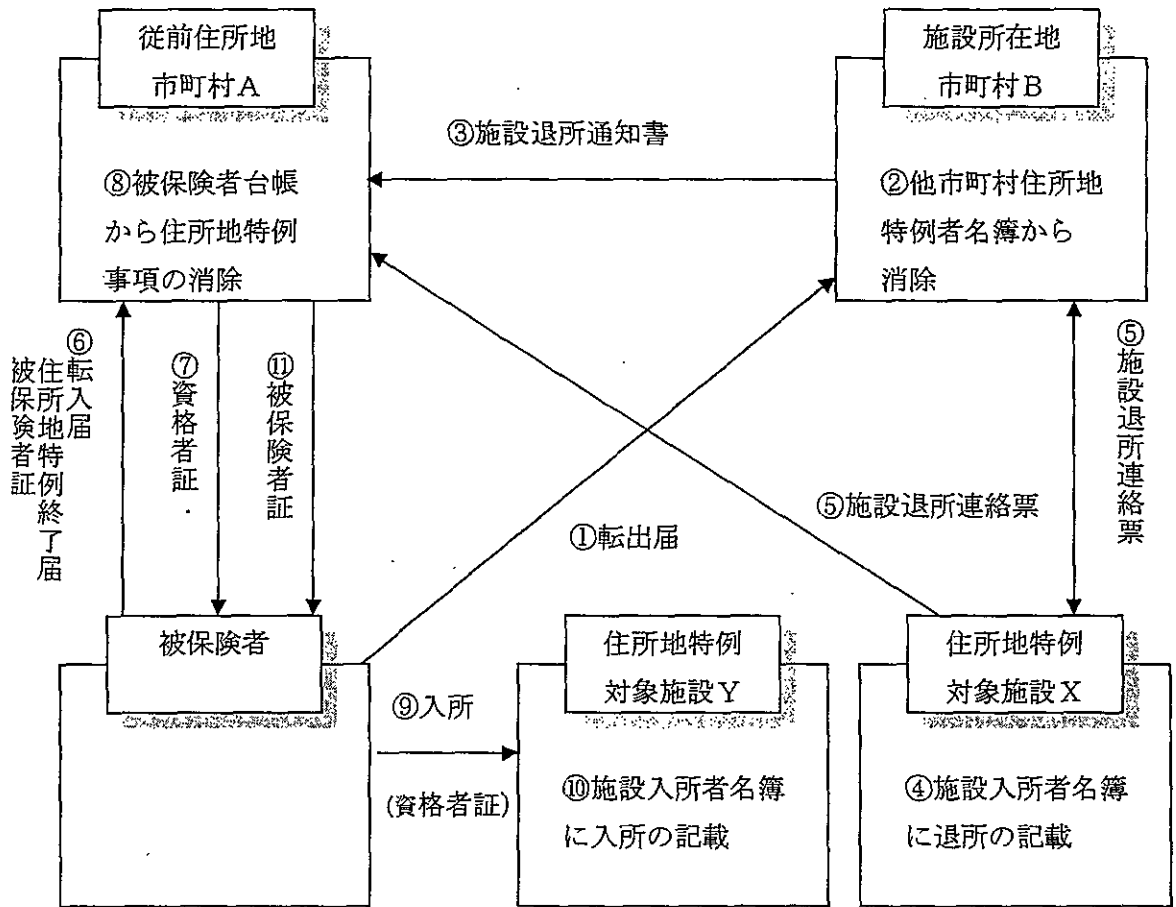 従前住所地
市町村A
施設所在地
市町村B
③施設退所通知書
⑧被保険者台帳
から住所地特例
事項の消除
②他市町村住所地
特例者名簿から
消除
⑥転入届
住所地特例終了届
被保険者証
⑦資格者証
⑪被保険者証
①転出届
⑤施設退所連絡票
⑤施設退所連絡票
被保険者
住所地特例
対象施設Y
住所地特例
対象施設X
⑨入所
(資格者証)
⑩施設入所者名簿
に入所の記載
④施設入所者名簿
に退所の記載